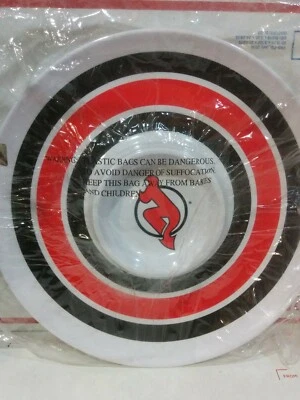 WARNING: PLASTIC BAGS CAN BE DANGEROUS.
TO AVOID DANGER OF SUFFOCATION
KEEP THIS BAG AWAY FROM BABIES
AND CHILDREN